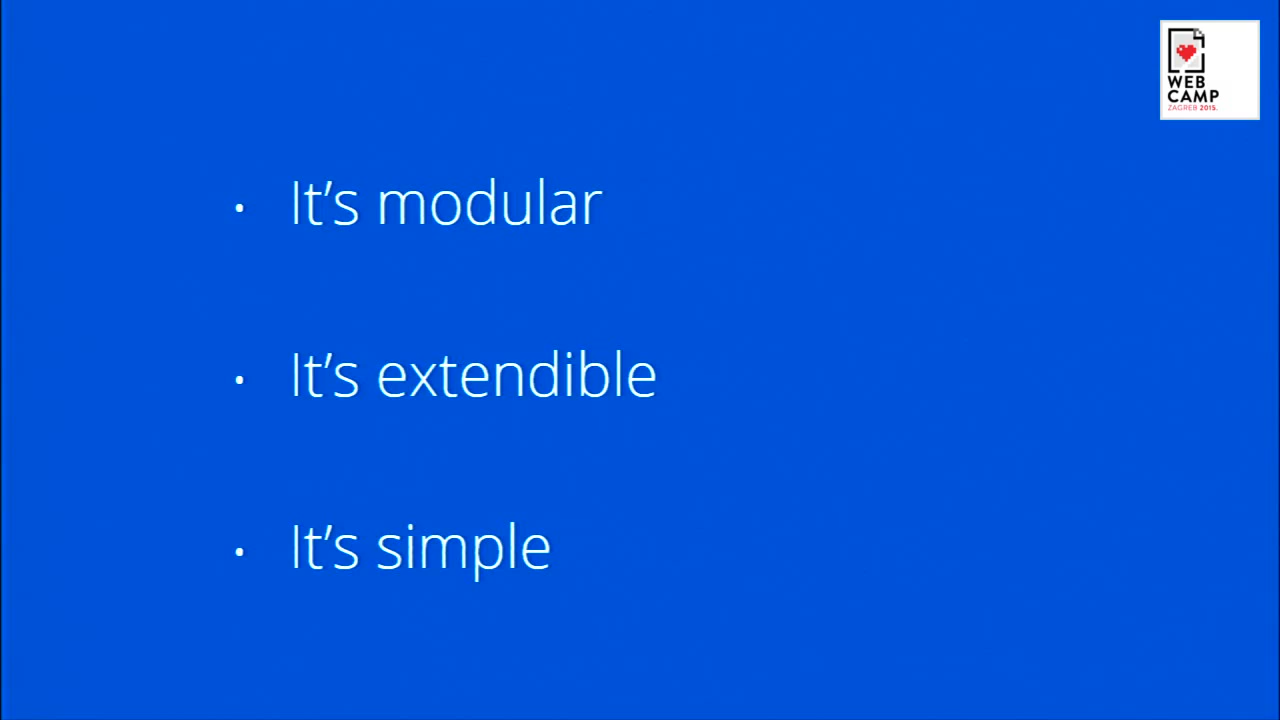 WEB
CAMP
ZAGREB 2015.
• It’s modular
• It’s extendible
• It’s simple